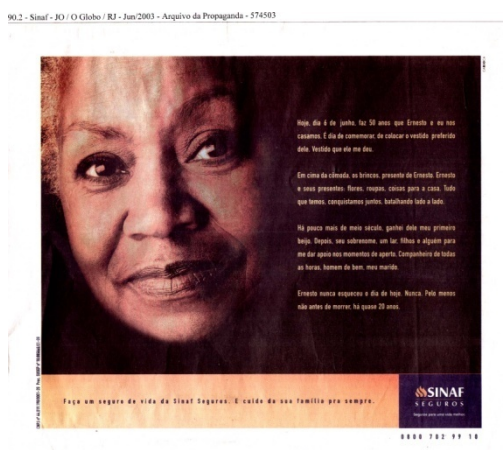 90.2 - Sinaf - JO / O Globo / RJ - Jun/2003 - Arquivo da Propaganda - 574503
Hoje, dia 6 de junho, faz 50 anos que Ernesto e eu nos
casamos. É dia de comemorar, de colocar o vestido preferido
dele. Vestido que ele me deu.
Em cima da cômoda, os brincos, presente de Ernesto. Ernesto
e seus presentes: flores, roupas, coisas para a casa. Tudo
que temos, conquistamos juntos, batalhando lado a lado.
Há pouco mais de meio século, ganhei dele meu primeiro
beijo. Depois, seu sobrenome, um lar, filhos e alguém para
me dar apoio nos momentos de aperto. Companheiro de todas
as horas, homem de bem, meu marido.
Ernesto nunca esqueceu o dia de hoje. Nunca. Pelo menos
não antes de morrer, há quase 20 anos.
Faça um seguro de vida da Sinaf Seguros. E cuide da sua família pra sempre.
SINAF
SEGUROS
Seguros para uma vida melhor.
0800 702 99 10